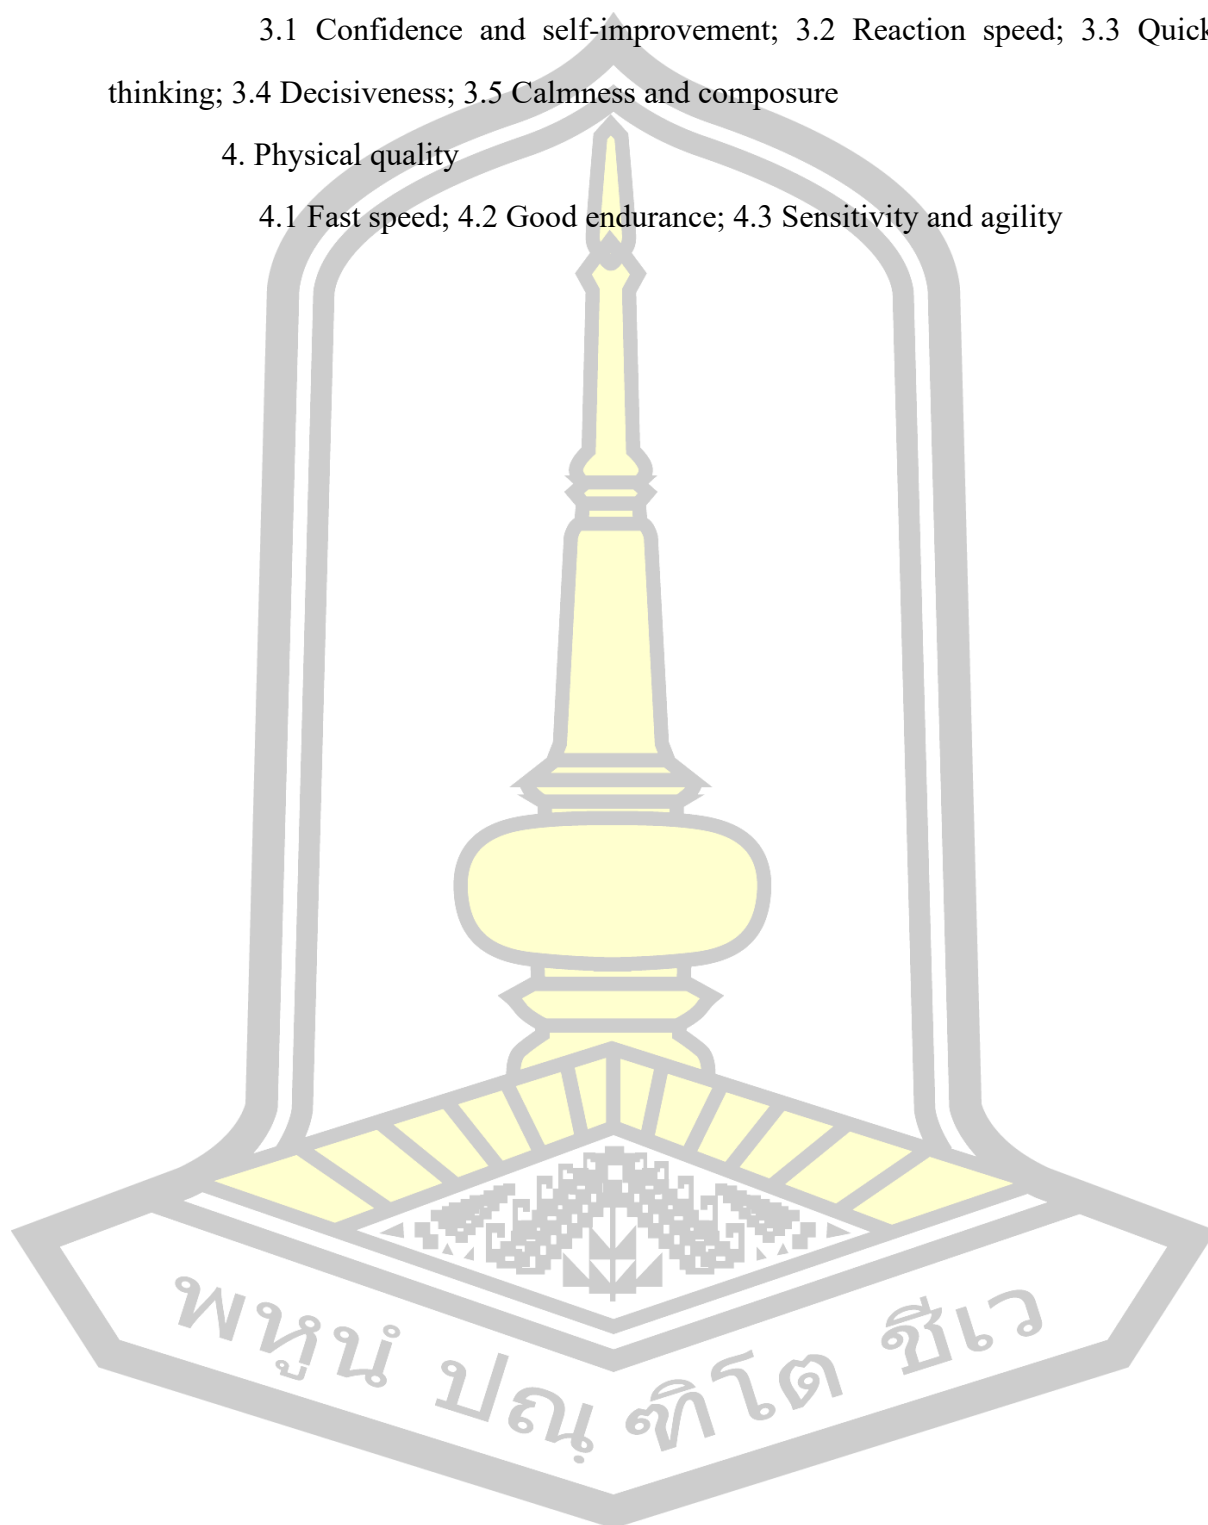 3.1 Confidence and self-improvement; 3.2 Reaction speed; 3.3 Quick
thinking; 3.4 Decisiveness; 3.5 Calmness and composure
4. Physical quality
4.1 Fast speed; 4.2 Good endurance; 4.3 Sensitivity and agility
พหูนํ ปณฺฑิโต ชีเว